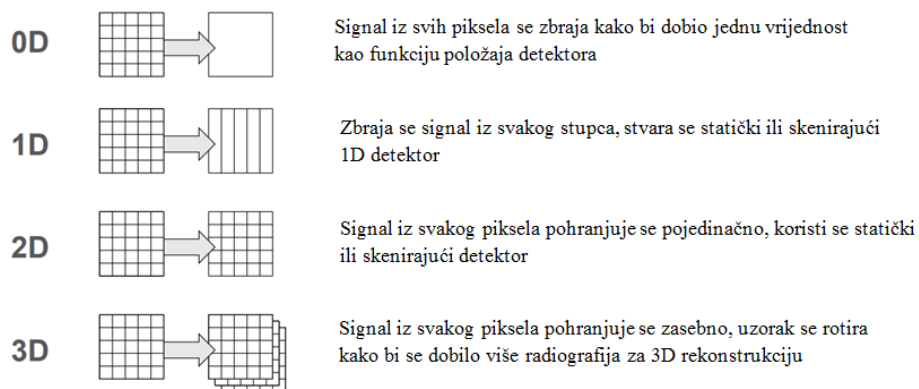 0D
Signal iz svih piksela se zbraja kako bi dobio jednu vrijednost
kao funkciju položaja detektora
1D
Zbraja se signal iz svakog stupca, stvara se statički ili skenirajući
1D detektor
2D
Signal iz svakog piksela pohranjuje se pojedinačno, koristi se statički
ili skenirajući detektor
3D
Signal iz svakog piksela pohranjuje se zasebno, uzorak se rotira
kako bi se dobilo više radiografija za 3D rekonstrukciju